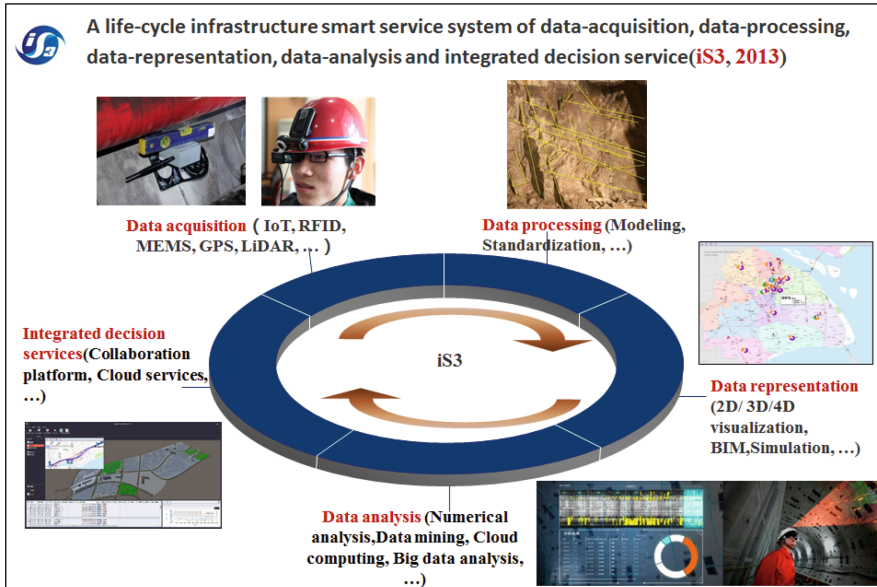 iS3
A life-cycle infrastructure smart service system of data-acquisition, data-processing,
data-representation, data-analysis and integrated decision service(iS3, 2013)
Data acquisition ( IoT, RFID,
MEMS, GPS, LiDAR, ... )
Data processing (Modeling,
Standardization, ...)
Integrated decision
services(Collaboration
platform, Cloud services,
...)
iS3
Data representation
(2D/ 3D/4D
visualization,
BIM,Simulation, ...)
Data analysis (Numerical
analysis,Data mining, Cloud
computing, Big data analysis,
...)